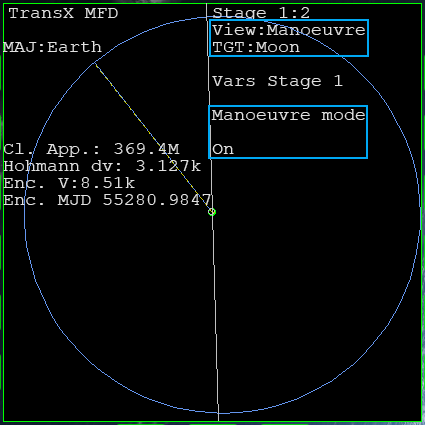 TransX MFD
Stage 1:2
View:Manoeuvre
MAJ:Earth
TGT:Moon
Vars Stage 1
Manoeuvre mode
Cl. App.: 369.4M
On
Hohmann dv: 3.127k
Enc. V:8.51k
Enc. MJD 55280.9847